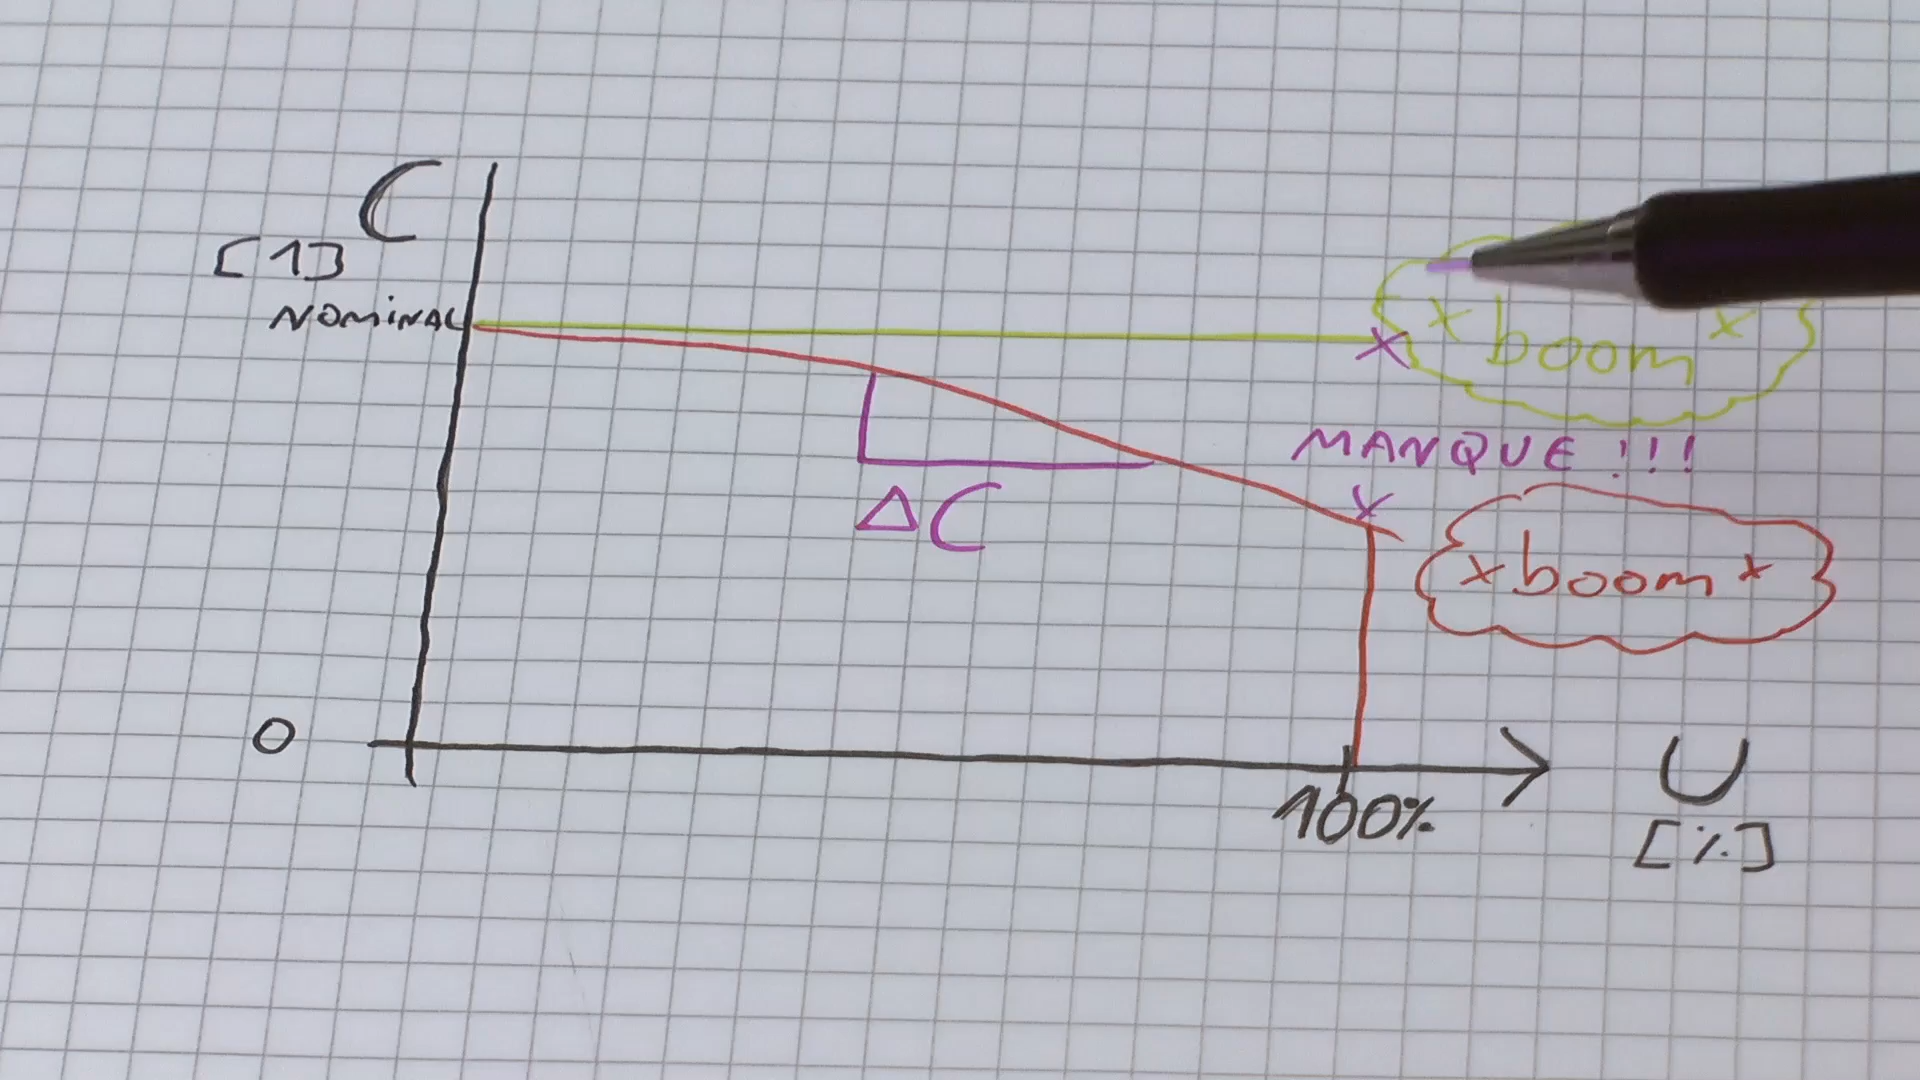 C
[1]
NOMINAL
x boom x
MANQUE !!!
x
x
ΔC
x boom x
0
100%
U
[%]